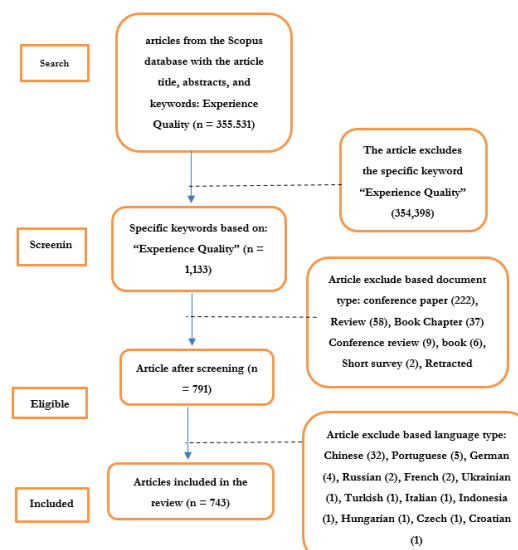 Search
articles from the Scopus
database with the article
title, abstracts, and
keywords: Experience
Quality (n = 355.531)
The article excludes
the specific keyword
“Experience Quality”
(354,398)
Screenin
Specific keywords based on:
“Experience Quality” (n =
1,133)
Article exclude based document
type: conference paper (222),
Review (58), Book Chapter (37)
Conference review (9), book (6),
Short survey (2), Retracted
Article after screening (n
= 791)
Eligible
Article exclude based language type:
Chinese (32), Portuguese (5), German
(4), Russian (2), French (2), Ukrainian
(1), Turkish (1), Italian (1), Indonesia
(1), Hungarian (1), Czech (1), Croatian
(1)
Articles included in the
review (n = 743)
Included